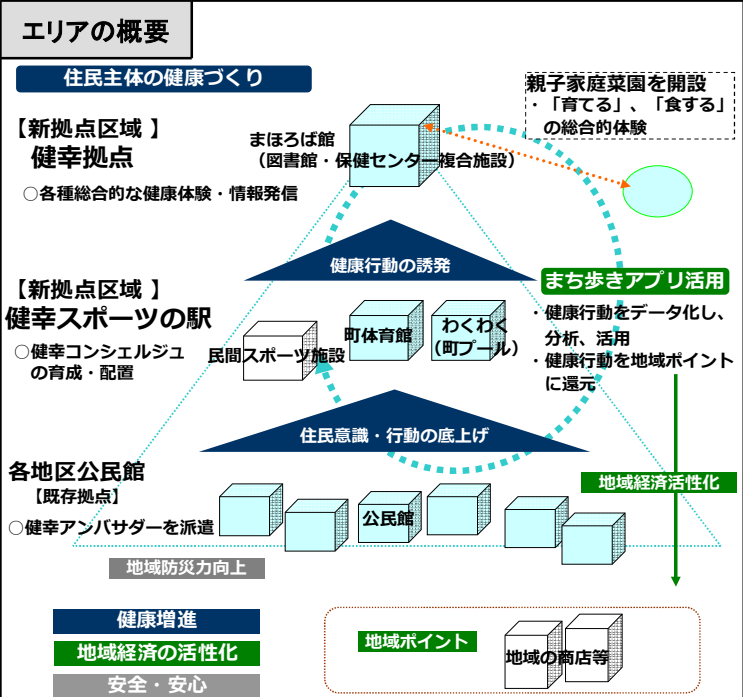 エリアの概要
住民主体の健康づくり
親子家庭菜園を開設
・「育てる」、「食する」
の総合的体験
【新拠点区域 】
健幸拠点
まほろば館
（図書館・保健センター複合施設）
○各種総合的な健康体験・情報発信
健康行動の誘発
まち歩きアプリ活用
・健康行動をデータ化し、
分析、活用
・健康行動を地域ポイント
に還元
【新拠点区域 】
健幸スポーツの駅
○健幸コンシェルジュ
の育成・配置
民間スポーツ施設
町体育館
わくわく
（町プール）
住民意識・行動の底上げ
各地区公民館
【既存拠点】
○健幸アンバサダーを派遣
公民館
地域経済活性化
地域防災力向上
健康増進
地域経済の活性化
安全・安心
地域ポイント
地域の商店等